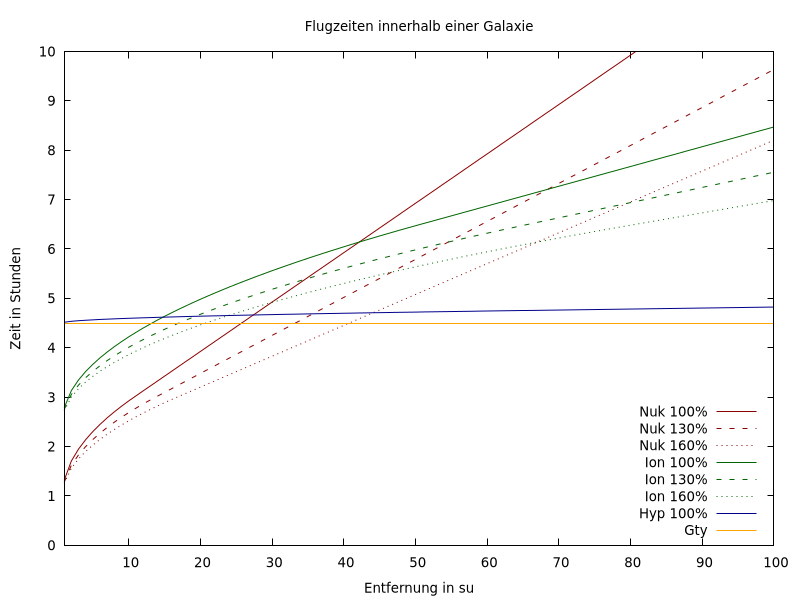 Flugzeiten innerhalb einer Galaxie
10
9
8
7
6
5
4
3
2
1
0
Zeit in Stunden
Nuk 100%
Nuk 130%
Nuk 160%
Ion 100%
Ion 130%
Ion 160%
Hyp 100%
Gty
10 20 30 40 50 60 70 80 90 100
Entfernung in su